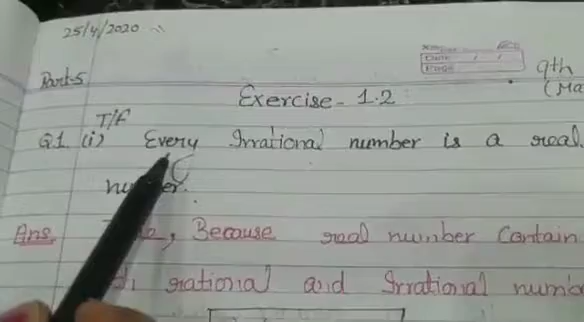 25/4/2020
Part-5
9th
Exercise - 1.2
T/F
Q1 (i) Every Irrational number is a real
number.
Ans. Because real number Contain
rational and Irrational